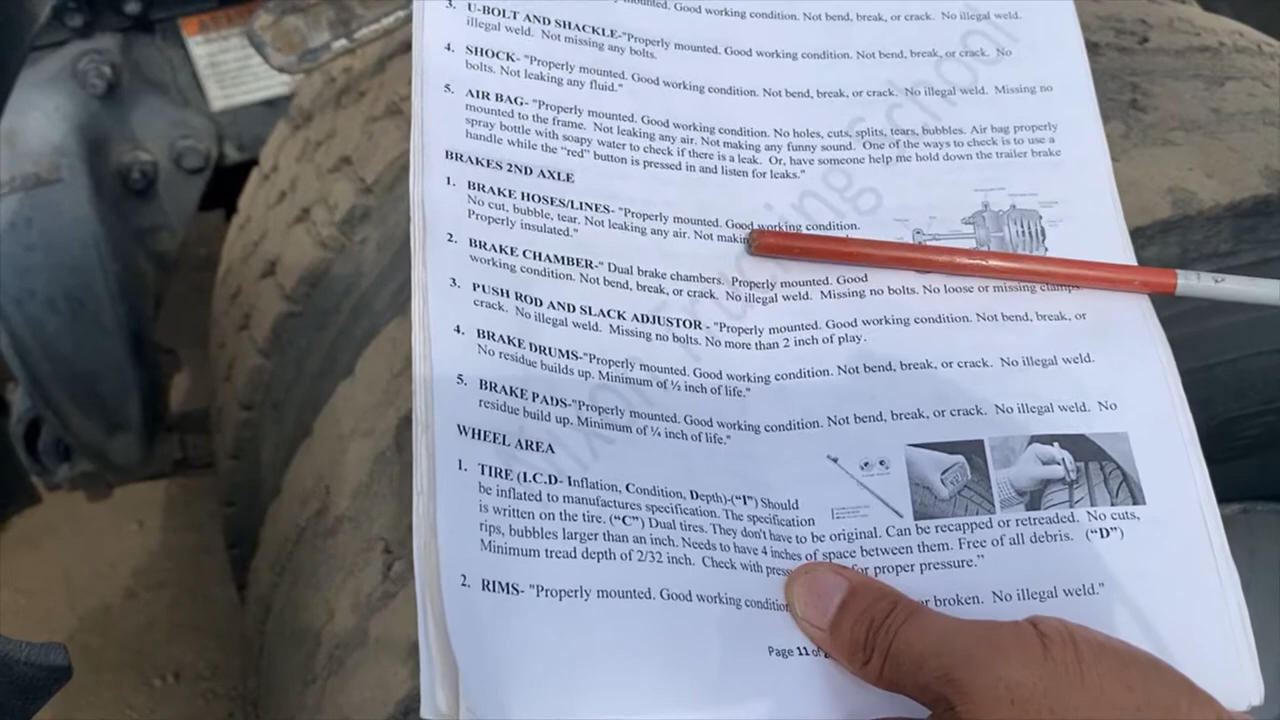 mounted. Good working condition. Not bend, break, or crack. No illegal weld.
3. U-BOLT AND SHACKLE-"Properly mounted. Good working condition. Not bend, break, or crack. No
illegal weld. Not missing any bolts.
4. SHOCK- "Properly mounted. Good working condition. Not bend, break, or crack. No illegal weld. Missing no
bolts. Not leaking any fluid."
5. AIR BAG- "Properly mounted. Good working condition. No holes, cuts, splits, tears, bubbles. Air bag properly
mounted to the frame. Not leaking any air. Not making any funny sound. One of the ways to check is to use a
spray bottle with soapy water to check if there is a leak. Or, have someone help me hold down the trailer brake
handle while the "red" button is pressed in and listen for leaks."
BRAKES 2ND AXLE
1. BRAKE HOSES/LINES- "Properly mounted. Good working condition.
No cut, bubble, tear. Not leaking any air. Not
Properly insulated."
2. BRAKE CHAMBER-" Dual brake chambers. Properly mounted. Good
working condition. Not bend, break, or crack. No illegal weld. Missing no bolts. No loose or missing clamps.
3. PUSH ROD AND SLACK ADJUSTOR - "Properly mounted. Good working condition. Not bend, break, or
crack. No illegal weld. Missing no bolts. No more than 2 inch of play.
4. BRAKE DRUMS-"Properly mounted. Good working condition. Not bend, break, or crack. No illegal weld.
No residue builds up. Minimum of ½ inch of life."
5. BRAKE PADS-"Properly mounted. Good working condition. Not bend, break, or crack. No illegal weld. No
residue build up. Minimum of ¼ inch of life."
WHEEL AREA
1. TIRE (I.C.D- Inflation, Condition, Depth)-("I") Should
be inflated to manufactures specification. The specification
is written on the tire. ("C") Dual tires. They don't have to be original. Can be recapped or retreaded. No cuts,
rips, bubbles larger than an inch. Needs to have 4 inches of space between them. Free of all debris. ("D")
Minimum tread depth of 2/32 inch. Check with for proper pressure."
2. RIMS- "Properly mounted. Good working condition or broken. No illegal weld."
Page 11 of